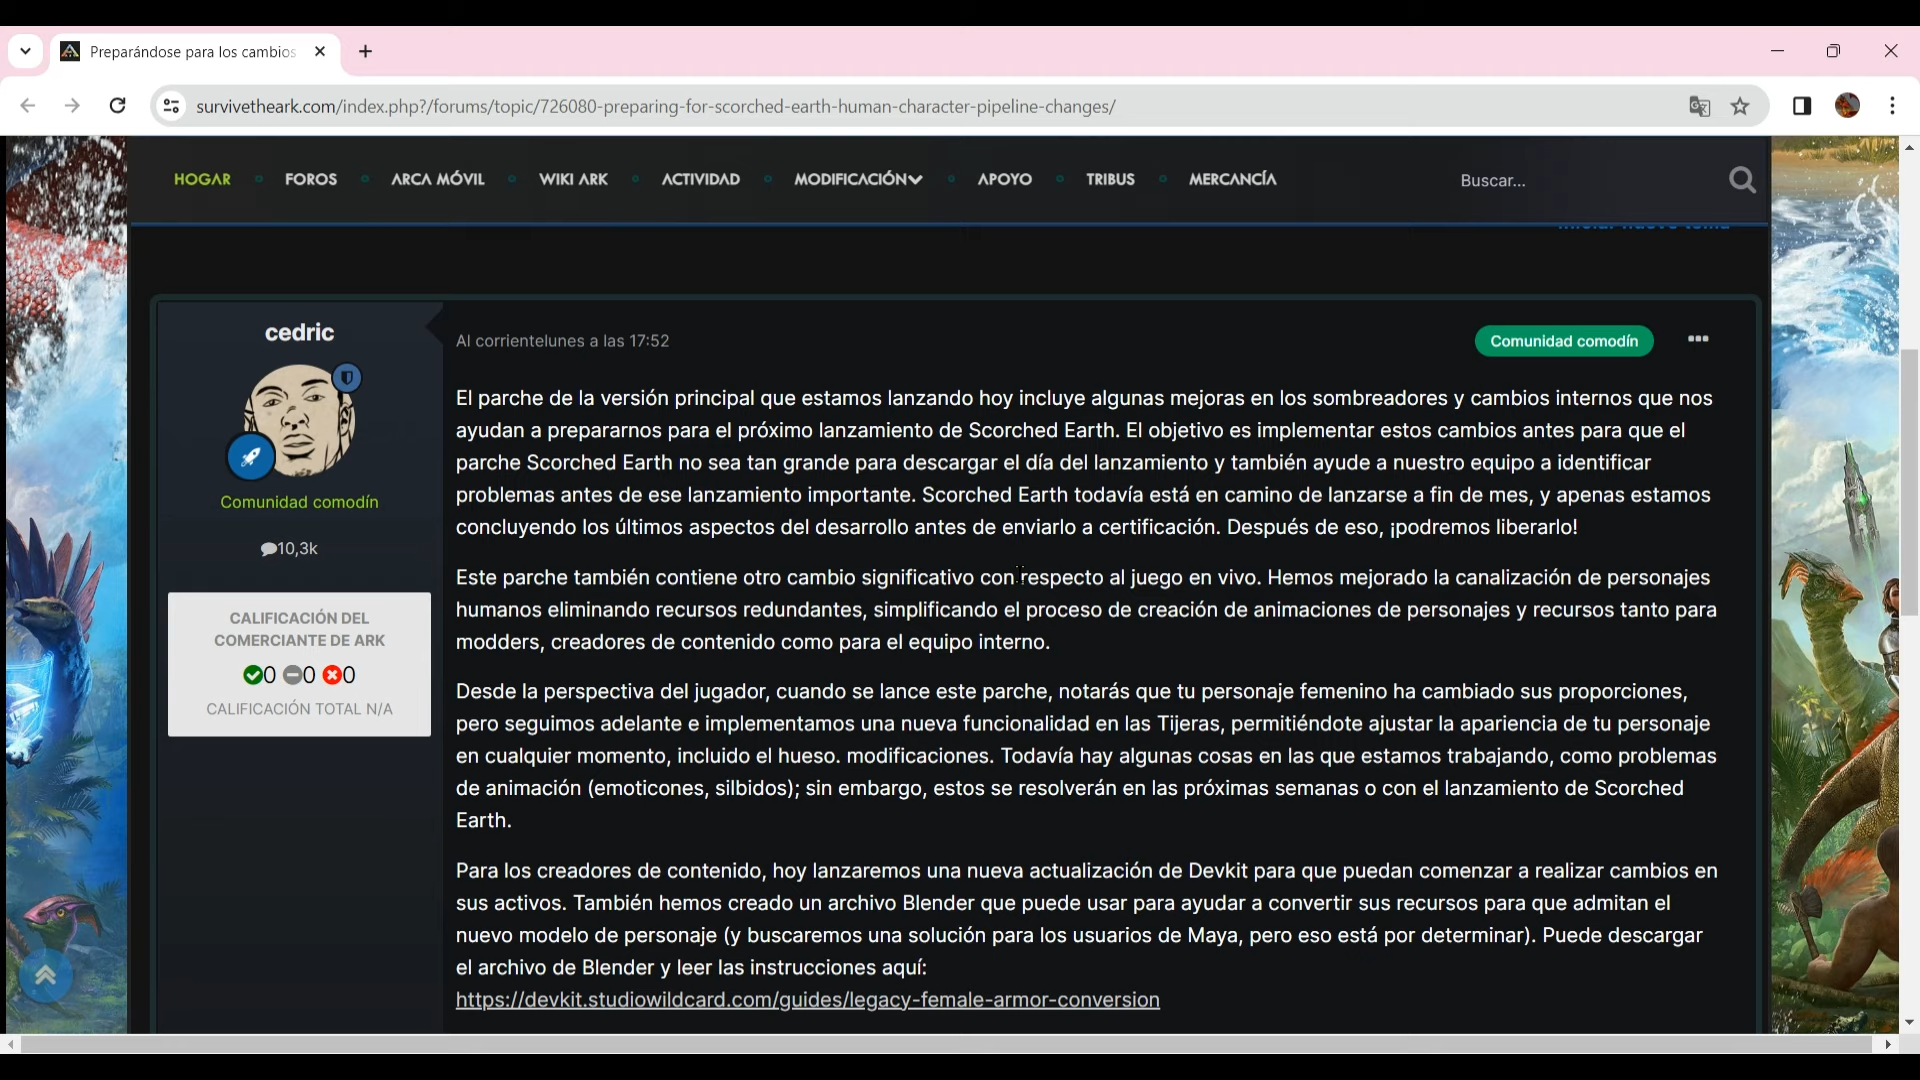 Preparándose para los cambios
survivetheark.com/index.php?/forums/topic/726080-preparing-for-scorched-earth-human-character-pipeline-changes/
HOGAR FOROS ARCA MÓVIL WIKI ARK ACTIVIDAD MODIFICACIÓN APOYO TRIBUS MERCANCÍA Buscar...
cedric
Al corrientelunes a las 17:52
Comunidad comodín
Comunidad comodín
10,3k
CALIFICACIÓN DEL
COMERCIANTE DE ARK
0 0 0
CALIFICACIÓN TOTAL N/A
El parche de la versión principal que estamos lanzando hoy incluye algunas mejoras en los sombreadores y cambios internos que nos
ayudan a prepararnos para el próximo lanzamiento de Scorched Earth. El objetivo es implementar estos cambios antes para que el
parche Scorched Earth no sea tan grande para descargar el día del lanzamiento y también ayude a nuestro equipo a identificar
problemas antes de ese lanzamiento importante. Scorched Earth todavía está en camino de lanzarse a fin de mes, y apenas estamos
concluyendo los últimos aspectos del desarrollo antes de enviarlo a certificación. Después de eso, ¡podremos liberarlo!
Este parche también contiene otro cambio significativo con respecto al juego en vivo. Hemos mejorado la canalización de personajes
humanos eliminando recursos redundantes, simplificando el proceso de creación de animaciones de personajes y recursos tanto para
modders, creadores de contenido como para el equipo interno.
Desde la perspectiva del jugador, cuando se lance este parche, notarás que tu personaje femenino ha cambiado sus proporciones,
pero seguimos adelante e implementamos una nueva funcionalidad en las Tijeras, permitiéndote ajustar la apariencia de tu personaje
en cualquier momento, incluido el hueso. modificaciones. Todavía hay algunas cosas en las que estamos trabajando, como problemas
de animación (emoticones, silbidos); sin embargo, estos se resolverán en las próximas semanas o con el lanzamiento de Scorched
Earth.
Para los creadores de contenido, hoy lanzaremos una nueva actualización de Devkit para que puedan comenzar a realizar cambios en
sus activos. También hemos creado un archivo Blender que puede usar para ayudar a convertir sus recursos para que admitan el
nuevo modelo de personaje (y buscaremos una solución para los usuarios de Maya, pero eso está por determinar). Puede descargar
el archivo de Blender y leer las instrucciones aquí:
https://devkit.studiowildcard.com/guides/legacy-female-armor-conversion